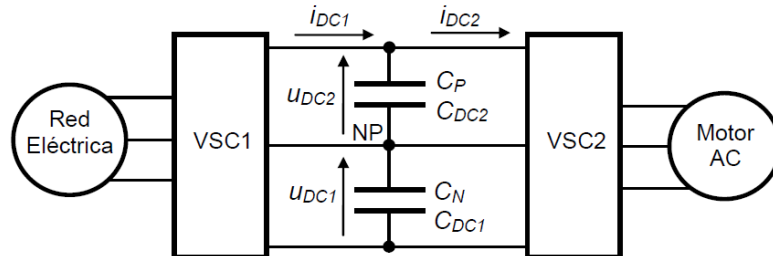 i_DC1
i_DC2
Red
Eléctrica
VSC1
u_DC2
C_P
C_DC2
NP
u_DC1
C_N
C_DC1
VSC2
Motor
AC